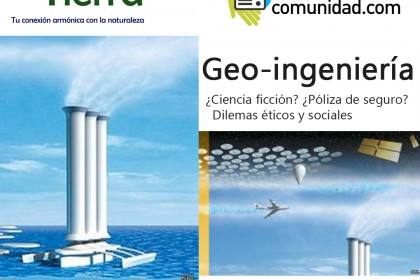 Tierra
Tu conexión armónica con la naturaleza
comunidad.com
Geo-ingeniería
¿Ciencia ficción? ¿Póliza de seguro?
Dilemas éticos y sociales